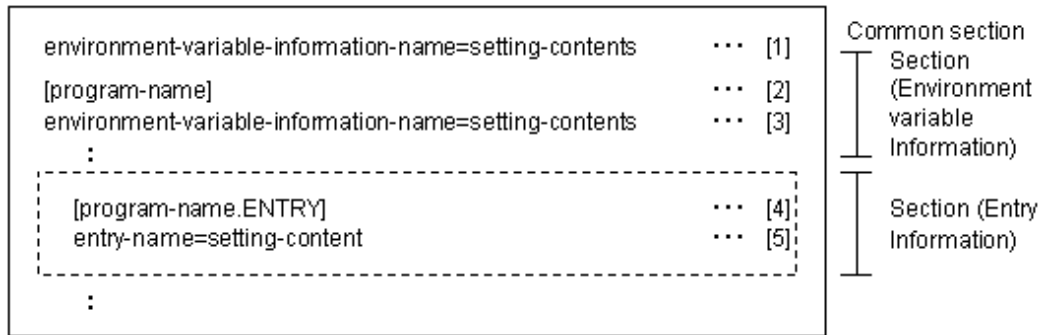 environment-variable-information-name=setting-contents ··· [1]
[program-name] ··· [2]
environment-variable-information-name=setting-contents ··· [3]
:
[program-name.ENTRY] ··· [4]
entry-name=setting-content ··· [5]
:
Common section
Section
(Environment
variable
Information)
Section (Entry
Information)